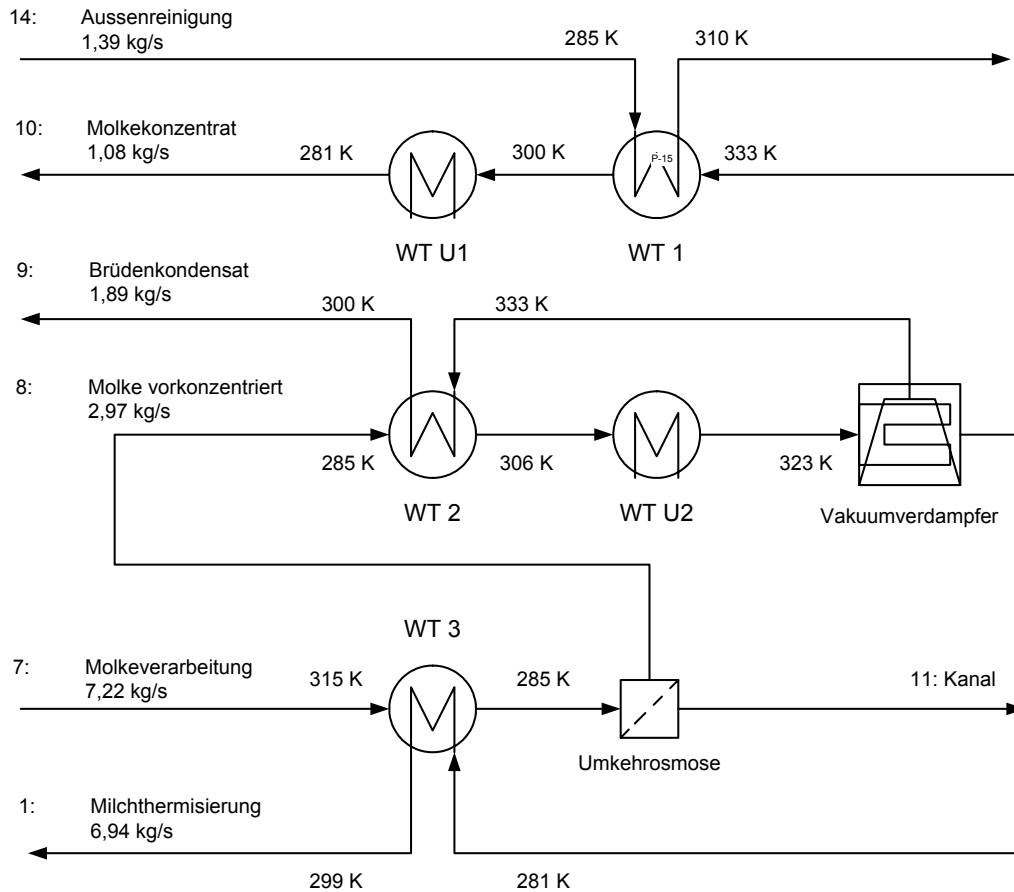 14: Aussenreinigung
1,39 kg/s
285 K 310 K
10: Molkekonzentrat
1,08 kg/s
281 K 300 K P-15 333 K
WT U1 WT 1
9: Brüdenkondensat
1,89 kg/s
300 K 333 K
8: Molke vorkonzentriert
2,97 kg/s
285 K 306 K 323 K
WT 2 WT U2 Vakuumverdampfer
WT 3
7: Molkeverarbeitung
7,22 kg/s
315 K 285 K 11: Kanal
Umkehrosmose
1: Milchthermisierung
6,94 kg/s
299 K 281 K